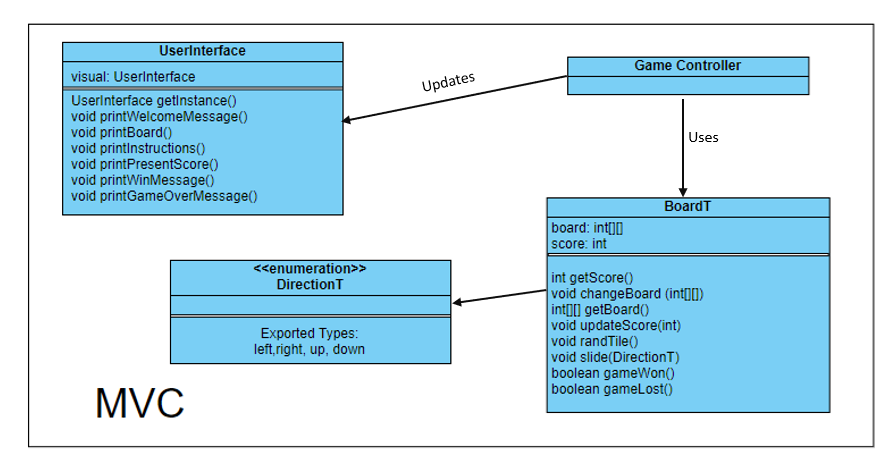 UserInterface
visual: UserInterface
UserInterface getInstance()
void printWelcomeMessage()
void printBoard()
void printInstructions()
void printPresentScore()
void printWinMessage()
void printGameOverMessage()
Updates
Game Controller
Uses
BoardT
board: int[][]
score: int
int getScore()
void changeBoard (int[][])
int[][] getBoard()
void updateScore(int)
void randTile()
void slide(DirectionT)
boolean gameWon()
boolean gameLost()
<<enumeration>>
DirectionT
Exported Types:
left,right, up, down
MVC